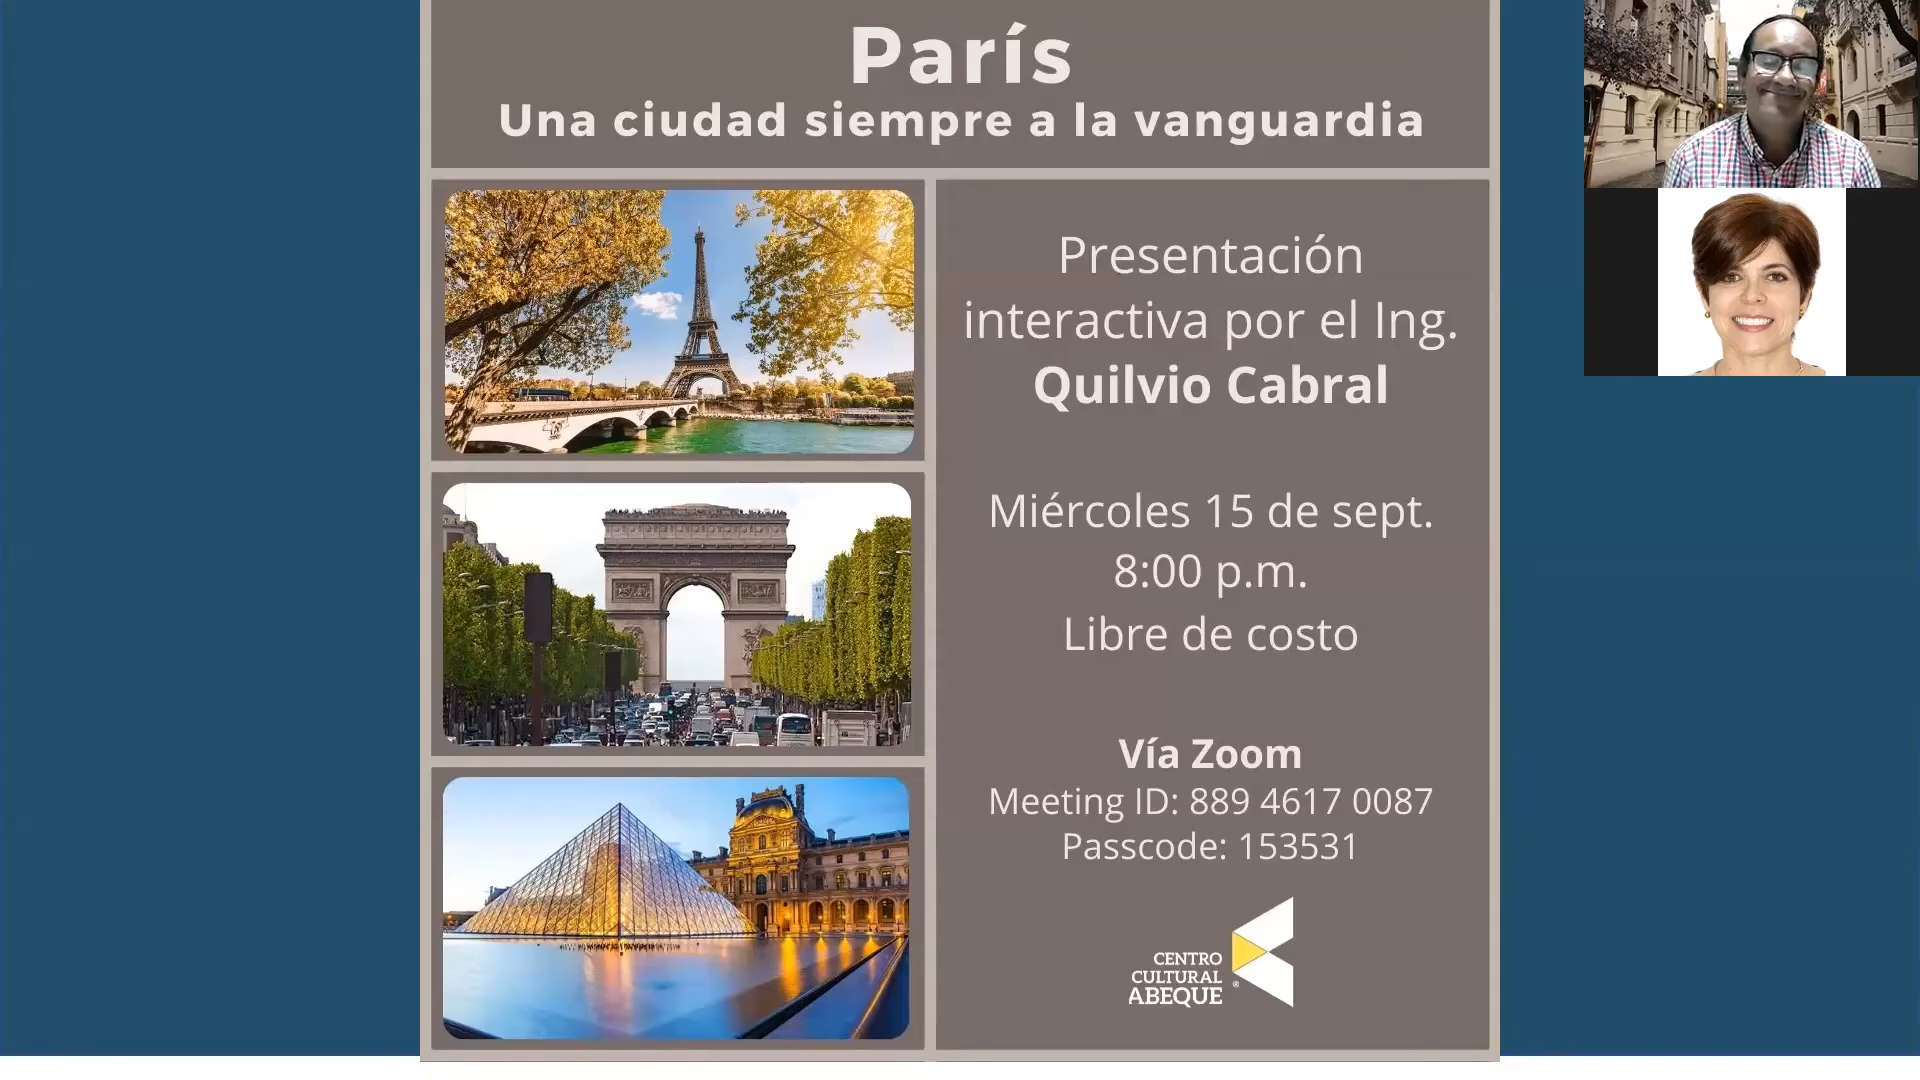 París
Una ciudad siempre a la vanguardia
Presentación
interactiva por el Ing.
Quilvio Cabral
Miércoles 15 de sept.
8:00 p.m.
Libre de costo
Vía Zoom
Meeting ID: 889 4617 0087
Passcode: 153531
CENTRO
CULTURAL
ABEQUE ®